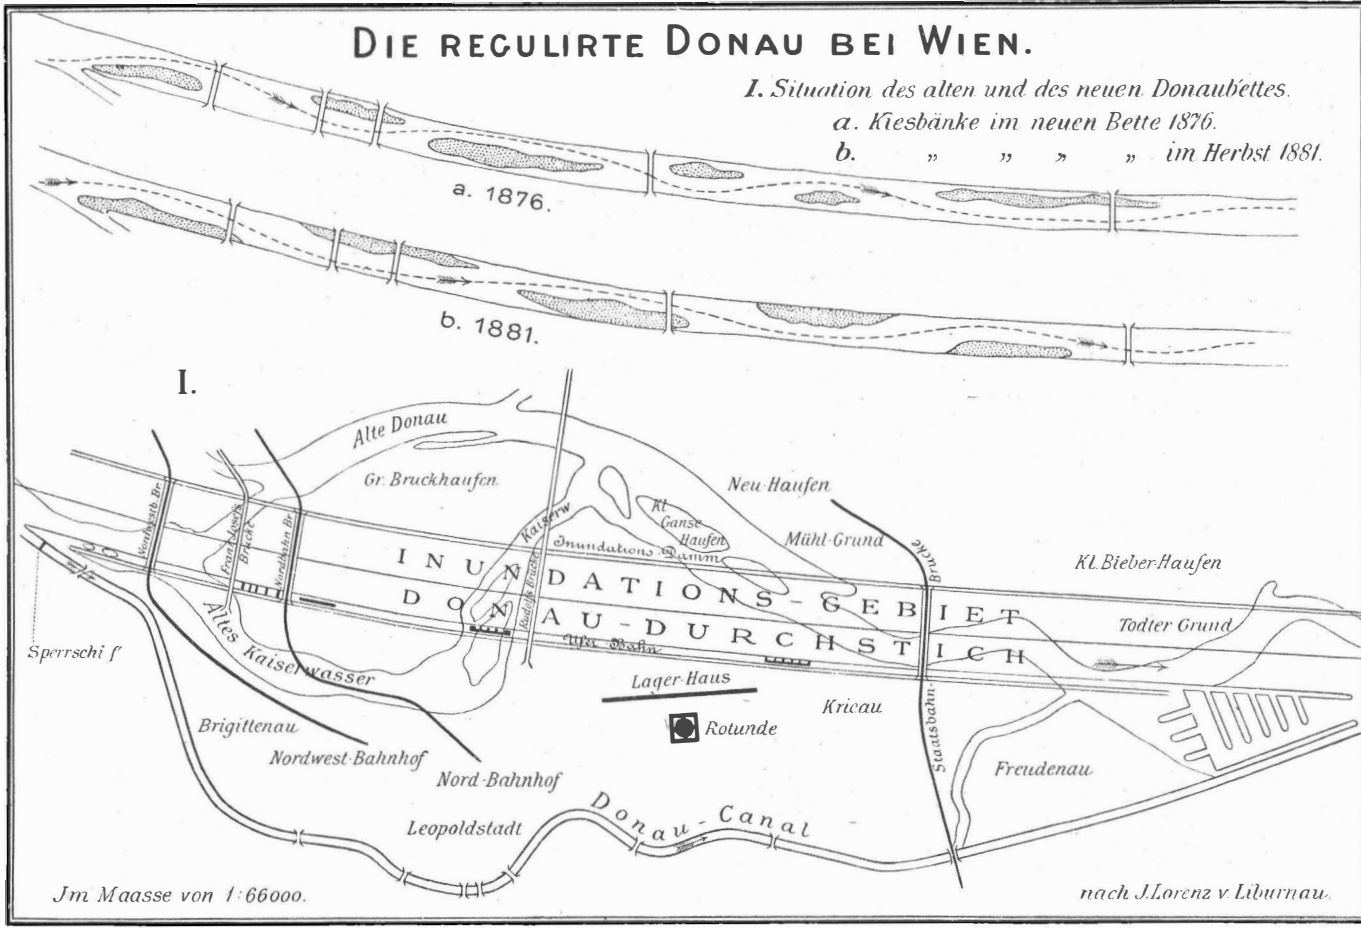 DIE REGULIRTE DONAU BEI WIEN.
I. Situation des alten und des neuen Donaubettes.
a. Kiesbänke im neuen Bette 1876.
b. „ „ „ „ im Herbst 1881.
a. 1876.
b. 1881.
I.
Alte Donau
Gr. Bruckhaufen
Neu-Haufen
Kl. Ganse Haufen
Mühl-Grund
Kl. Bieber-Haufen
Todter Grund
Nordwestb. Br.
Franz Josefs Brücke
Nordbahn Br.
Kaiserw
Rudolfs Brücke
Inundations-Damm
INUNDATIONS-GEBIET
DONAU-DURCHSTICH
Ufer Bahn
Staatsbahn-Brücke
Sperrschif f
Altes Kaiserwasser
Lager-Haus
Rotunde
Kricau
Freudenau
Brigittenau
Nordwest-Bahnhof
Nord-Bahnhof
Leopoldstadt
Donau-Canal
Jm Maasse von 1:66000.
nach J. Lorenz v. Liburnau.